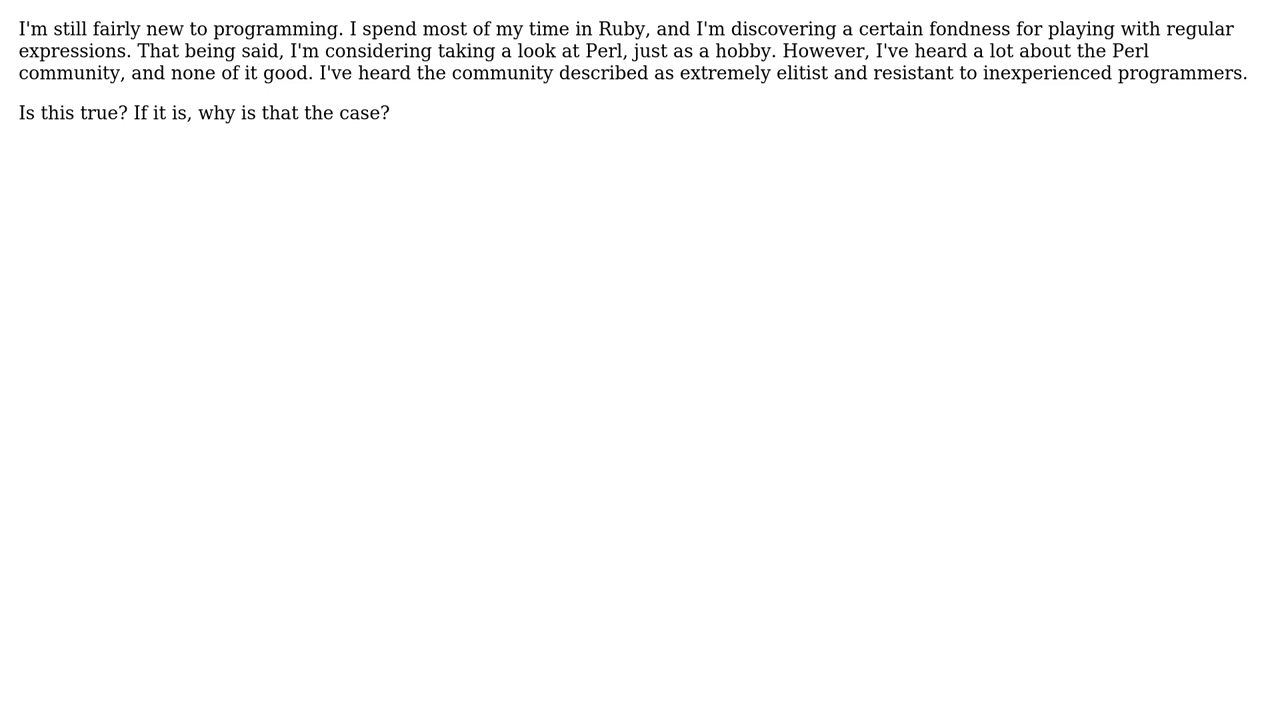 I'm still fairly new to programming. I spend most of my time in Ruby, and I'm discovering a certain fondness for playing with regular
expressions. That being said, I'm considering taking a look at Perl, just as a hobby. However, I've heard a lot about the Perl
community, and none of it good. I've heard the community described as extremely elitist and resistant to inexperienced programmers.
Is this true? If it is, why is that the case?